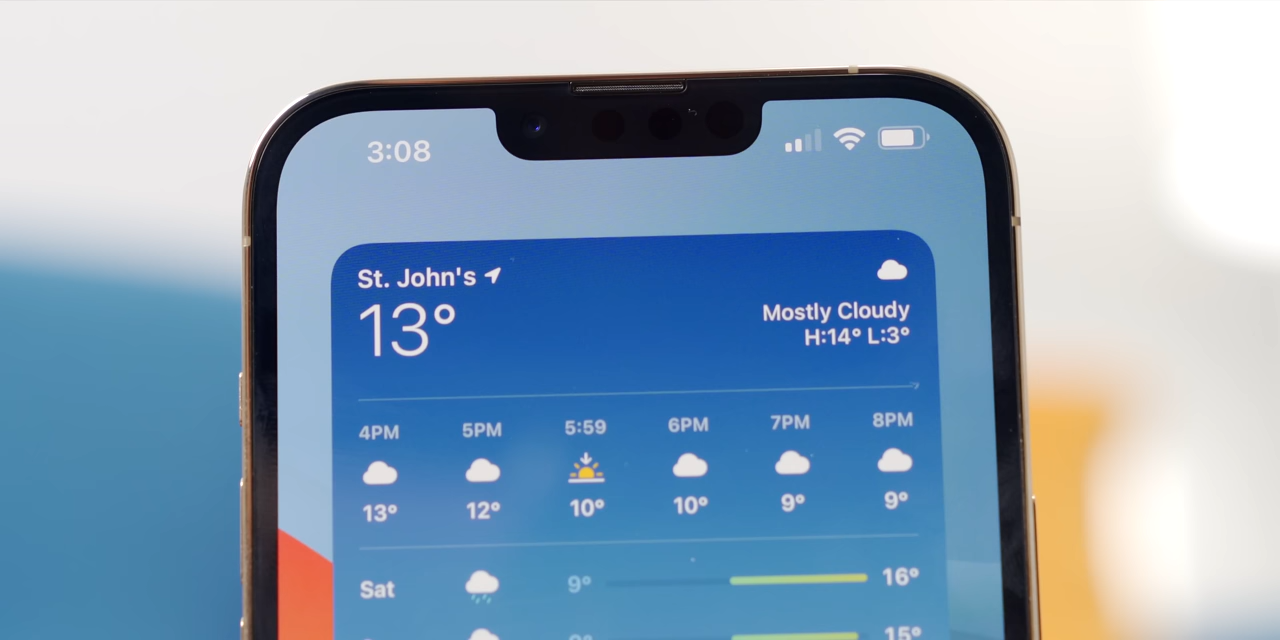 3:08
St. John's
13°
Mostly Cloudy
H:14° L:3°
4PM 5PM 5:59 6PM 7PM 8PM
13° 12° 10° 10° 9° 9°
Sat 9° 16°
15°